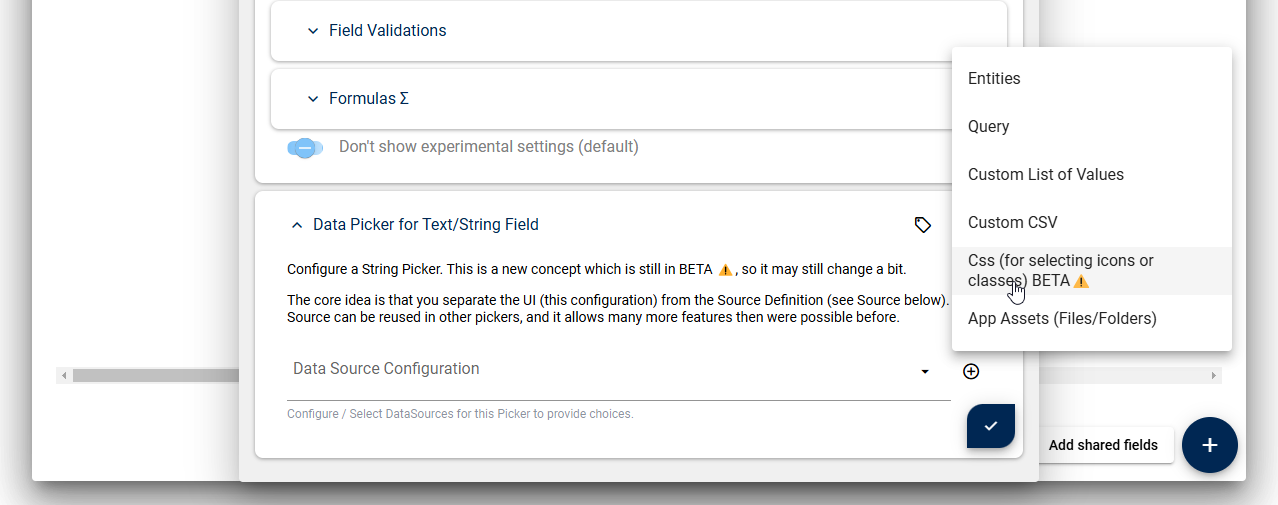 Field Validations
Formulas Σ
Don't show experimental settings (default)
Data Picker for Text/String Field
Configure a String Picker. This is a new concept which is still in BETA ⚠, so it may still change a bit.
The core idea is that you separate the UI (this configuration) from the Source Definition (see Source below).
Source can be reused in other pickers, and it allows many more features then were possible before.
Data Source Configuration
Configure / Select DataSources for this Picker to provide choices.
Entities
Query
Custom List of Values
Custom CSV
Css (for selecting icons or
classes) BETA ⚠
App Assets (Files/Folders)
Add shared fields